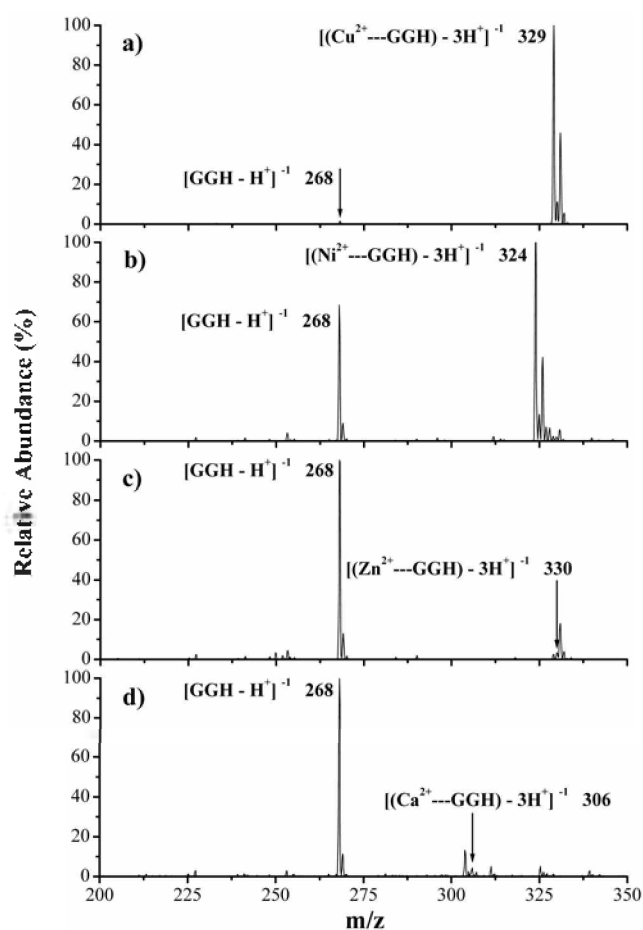 a)
[(Cu²⁺---GGH) - 3H⁺]⁻¹ 329
[GGH - H⁺]⁻¹ 268
100
80
60
40
20
0
b)
[(Ni²⁺---GGH) - 3H⁺]⁻¹ 324
[GGH - H⁺]⁻¹ 268
100
80
60
40
20
0
c)
[GGH - H⁺]⁻¹ 268
[(Zn²⁺---GGH) - 3H⁺]⁻¹ 330
100
80
60
40
20
0
d)
[GGH - H⁺]⁻¹ 268
[(Ca²⁺---GGH) - 3H⁺]⁻¹ 306
100
80
60
40
20
0
Relative Abundance (%)
200 225 250 275 300 325 350
m/z